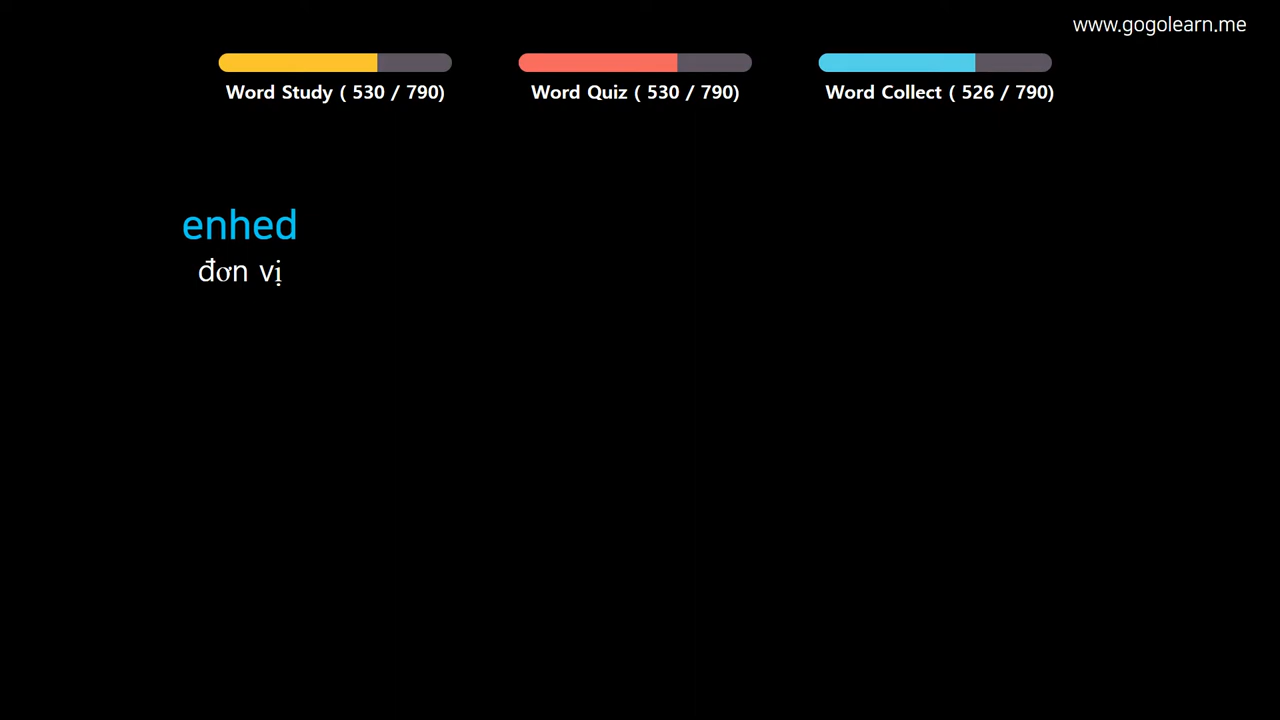 www.gogolearn.me
Word Study ( 530 / 790)
Word Quiz ( 530 / 790)
Word Collect ( 526 / 790)
enhed
đơn vị